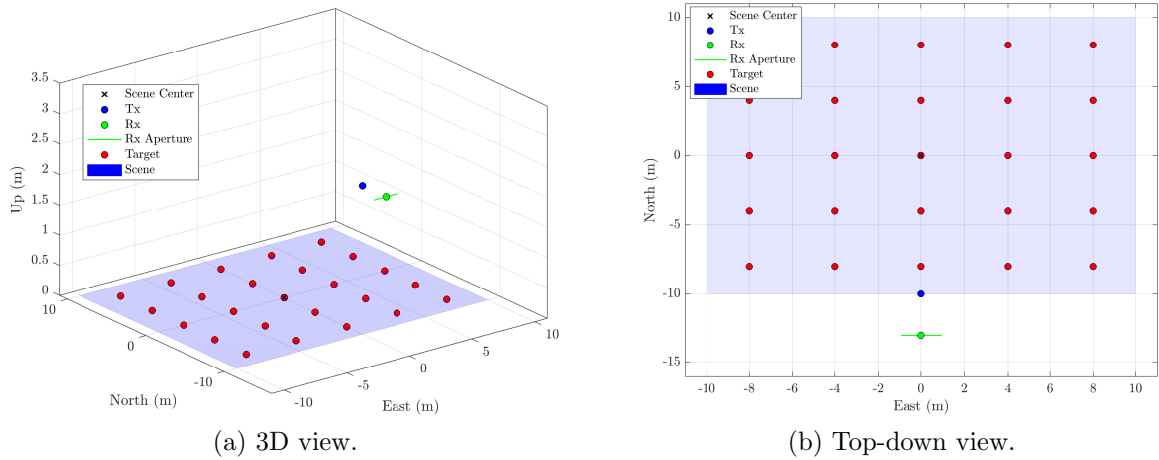 Scene Center
Tx
Rx
Rx Aperture
Target
Scene
3.5
3
2.5
2
1.5
1
0.5
0
Up (m)
10
0
-10
North (m)
-10
-5
0
5
10
East (m)
(a) 3D view.
Scene Center
Tx
Rx
Rx Aperture
Target
Scene
10
5
0
-5
-10
-15
North (m)
-10 -8 -6 -4 -2 0 2 4 6 8 10
East (m)
(b) Top-down view.